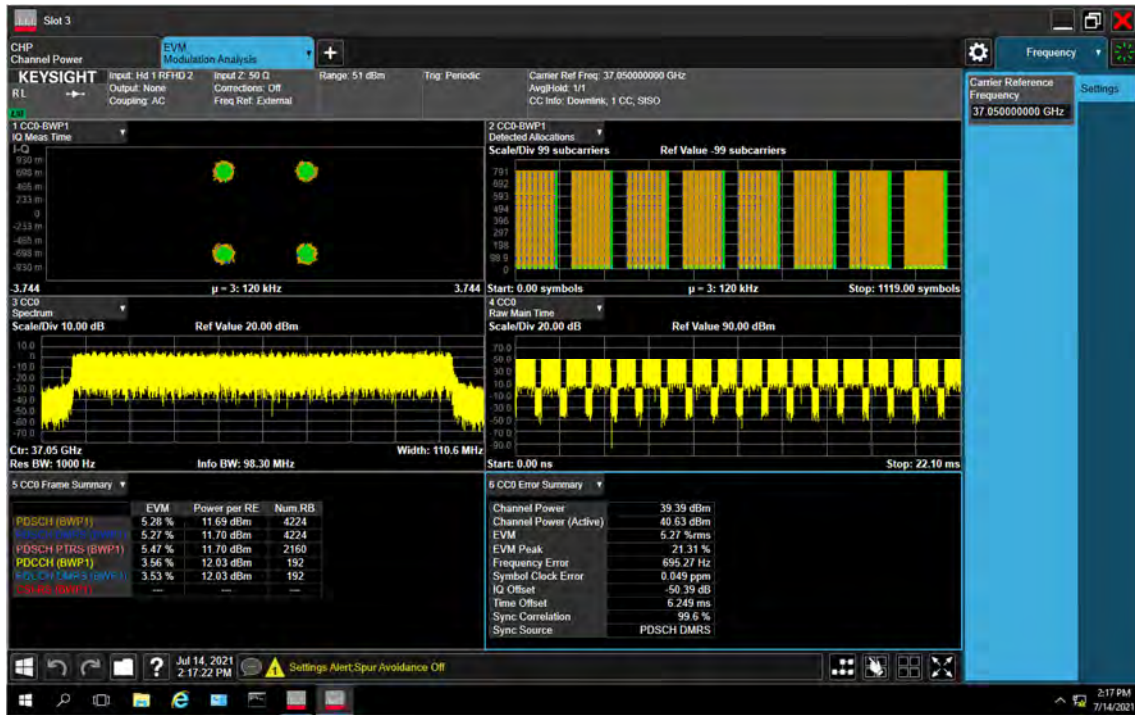 Slot 3
CHP
Channel Power
EVM
Modulation Analysis
Frequency
KEYSIGHT
RL
Input: Hd 1 RFHD 2
Output: None
Coupling: AC
Input Z: 50 Ω
Corrections: Off
Freq Ref: External
Range: 51 dBm
Trig: Periodic
Carrier Ref Freq: 37.050000000 GHz
Avg|Hold: 1/1
CC Info: Downlink, 1 CC, SISO
Carrier Reference
Frequency
37.050000000 GHz
Settings
1 CC0-BWP1
IQ Meas Time
I-Q
930 m
698 m
465 m
233 m
0
-233 m
-465 m
-698 m
-930 m
-3.744
µ = 3: 120 kHz
3.744
2 CC0-BWP1
Detected Allocations
Scale/Div 99 subcarriers
Ref Value -99 subcarriers
791
692
593
494
396
297
198
98.9
0
Start: 0.00 symbols
µ = 3: 120 kHz
Stop: 1119.00 symbols
3 CC0
Spectrum
Scale/Div 10.00 dB
Ref Value 20.00 dBm
10.0
0
-10.0
-20.0
-30.0
-40.0
-50.0
-60.0
-70.0
Ctr: 37.05 GHz
Width: 110.6 MHz
Res BW: 1000 Hz
Info BW: 98.30 MHz
4 CC0
Raw Main Time
Scale/Div 20.00 dB
Ref Value 90.00 dBm
70.0
50.0
30.0
10.0
-10.0
-30.0
-50.0
-70.0
-90.0
Start: 0.00 ns
Stop: 22.10 ms
5 CC0 Frame Summary
EVM Power per RE Num.RB
PDSCH (BWP1) 5.28 % 11.69 dBm 4224
PDSCH DMRS (BWP1) 5.27 % 11.70 dBm 4224
PDSCH PTRS (BWP1) 5.47 % 11.70 dBm 2160
PDCCH (BWP1) 3.56 % 12.03 dBm 192
PDCCH DMRS (BWP1) 3.53 % 12.03 dBm 192
CSI-RS (BWP1) --- --- ---
6 CC0 Error Summary
Channel Power 39.39 dBm
Channel Power (Active) 40.63 dBm
EVM 5.27 %rms
EVM Peak 21.31 %
Frequency Error 695.27 Hz
Symbol Clock Error 0.049 ppm
IQ Offset -50.39 dB
Time Offset 6.249 ms
Sync Correlation 99.6 %
Sync Source PDSCH DMRS
Jul 14, 2021
2:17:22 PM
1
Settings Alert;Spur Avoidance Off
2:17 PM
7/14/2021